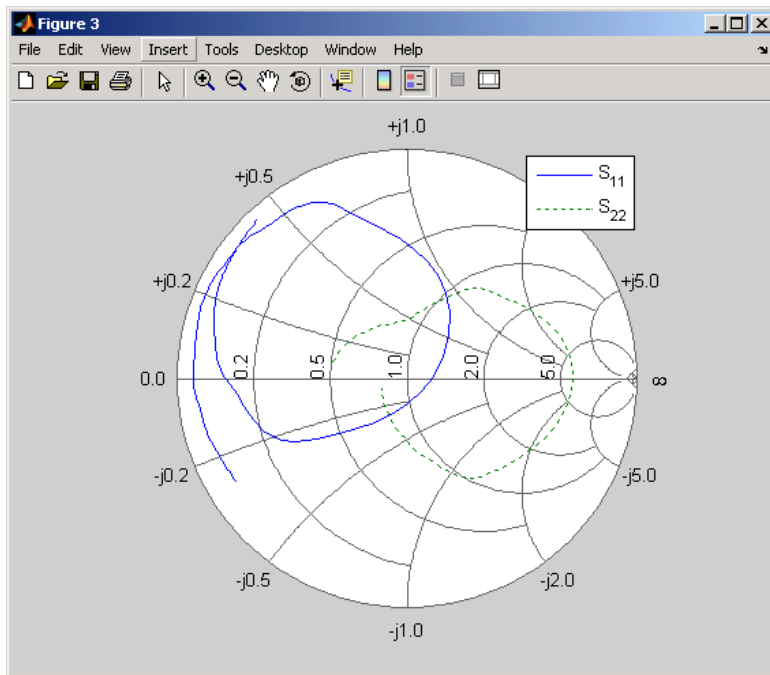 Figure 3
File Edit View Insert Tools Desktop Window Help
+j1.0
+j0.5
S11
S22
+j0.2
+j5.0
0.0
0.2
0.5
1.0
2.0
5.0
∞
-j0.2
-j5.0
-j0.5
-j2.0
-j1.0